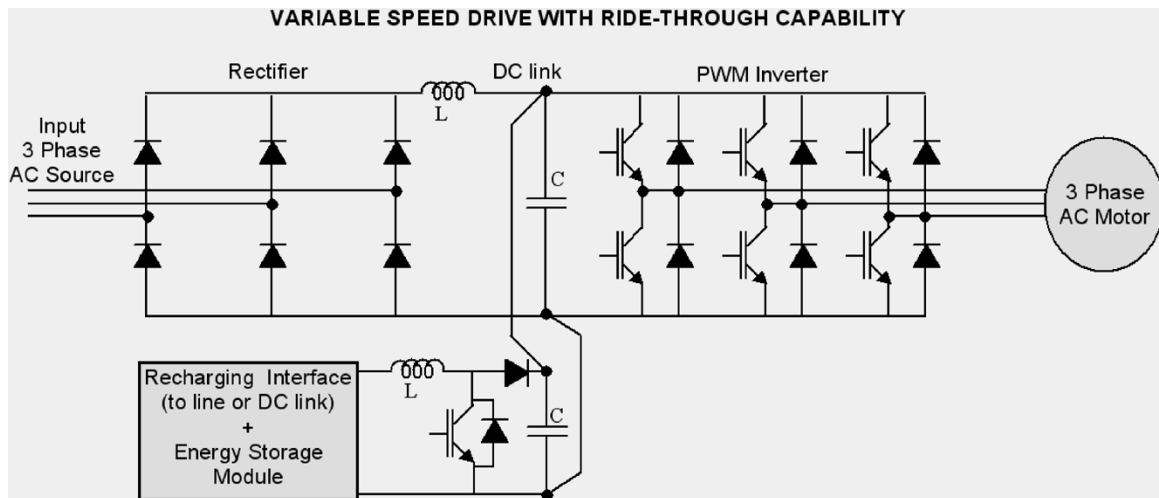 VARIABLE SPEED DRIVE WITH RIDE-THROUGH CAPABILITY
Rectifier
DC link
PWM Inverter
L
Input
3 Phase
AC Source
C
3 Phase
AC Motor
L
Recharging Interface
(to line or DC link)
+
Energy Storage
Module
C